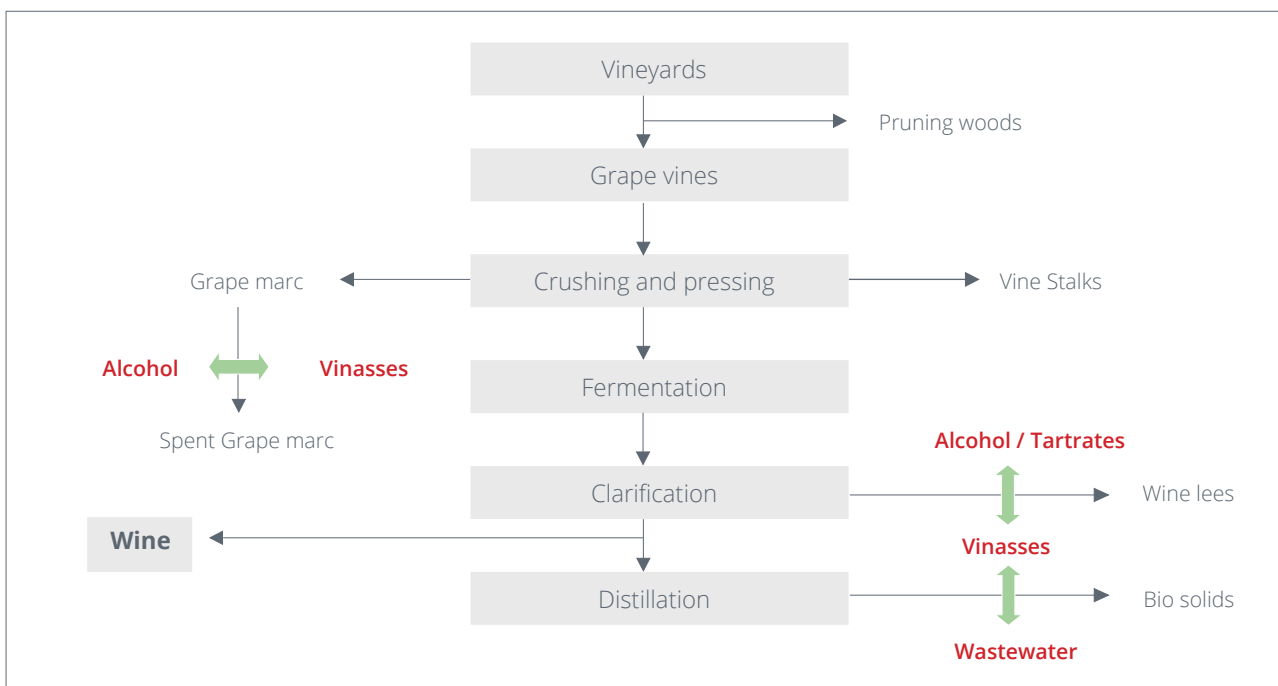 Vineyards
Pruning woods
Grape vines
Grape marc
Crushing and pressing
Vine Stalks
Alcohol
Vinasses
Fermentation
Spent Grape marc
Alcohol / Tartrates
Clarification
Wine lees
Wine
Vinasses
Distillation
Bio solids
Wastewater